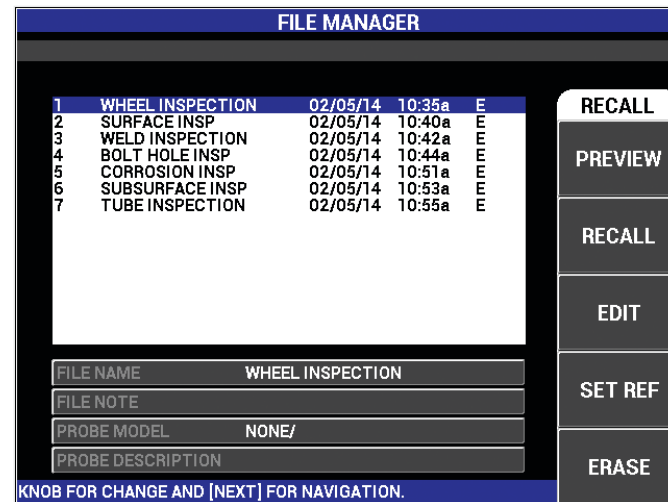 FILE MANAGER
1 WHEEL INSPECTION 02/05/14 10:35a E
2 SURFACE INSP 02/05/14 10:40a E
3 WELD INSPECTION 02/05/14 10:42a E
4 BOLT HOLE INSP 02/05/14 10:44a E
5 CORROSION INSP 02/05/14 10:51a E
6 SUBSURFACE INSP 02/05/14 10:53a E
7 TUBE INSPECTION 02/05/14 10:55a E
RECALL
PREVIEW
RECALL
EDIT
SET REF
ERASE
FILE NAME WHEEL INSPECTION
FILE NOTE
PROBE MODEL NONE/
PROBE DESCRIPTION
KNOB FOR CHANGE AND [NEXT] FOR NAVIGATION.